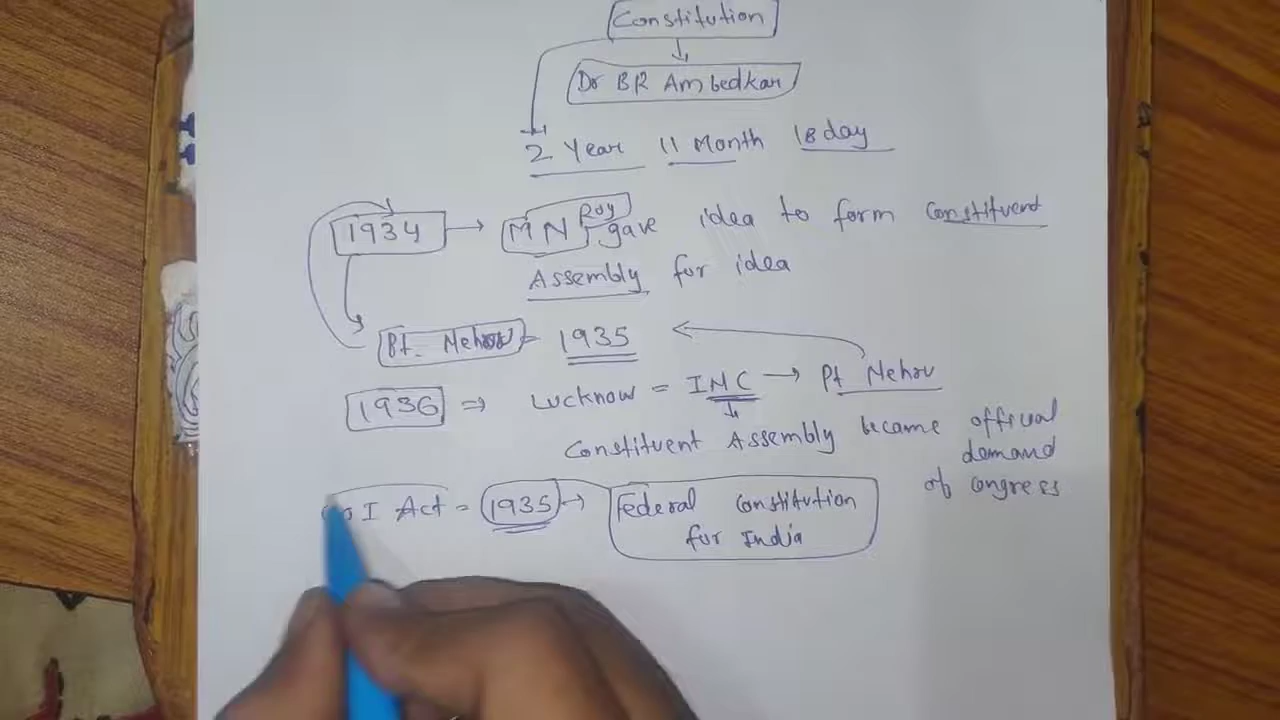 Constitution
Dr BR Ambedkar
2 Year 11 Month 18 day
1934 → MN Roy gave idea to form Constituent
Assembly for idea
Pt. Nehru = 1935
1936 ⇒ Lucknow = INC → Pt Nehru
Constituent Assembly became offical
demand
of congress
I Act = 1935 → Federal Constitution
for India